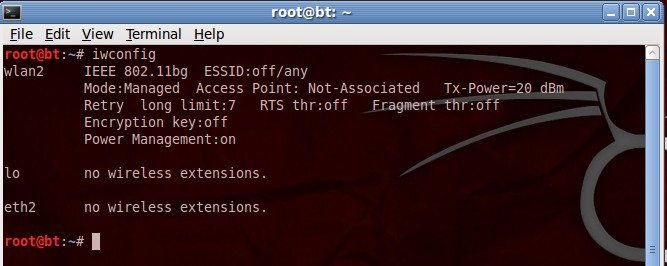 root@bt: ~
File Edit View Terminal Help
root@bt:~# iwconfig
wlan2     IEEE 802.11bg  ESSID:off/any
          Mode:Managed  Access Point: Not-Associated   Tx-Power=20 dBm
          Retry  long limit:7   RTS thr:off   Fragment thr:off
          Encryption key:off
          Power Management:on
lo        no wireless extensions.
eth2      no wireless extensions.
root@bt:~#